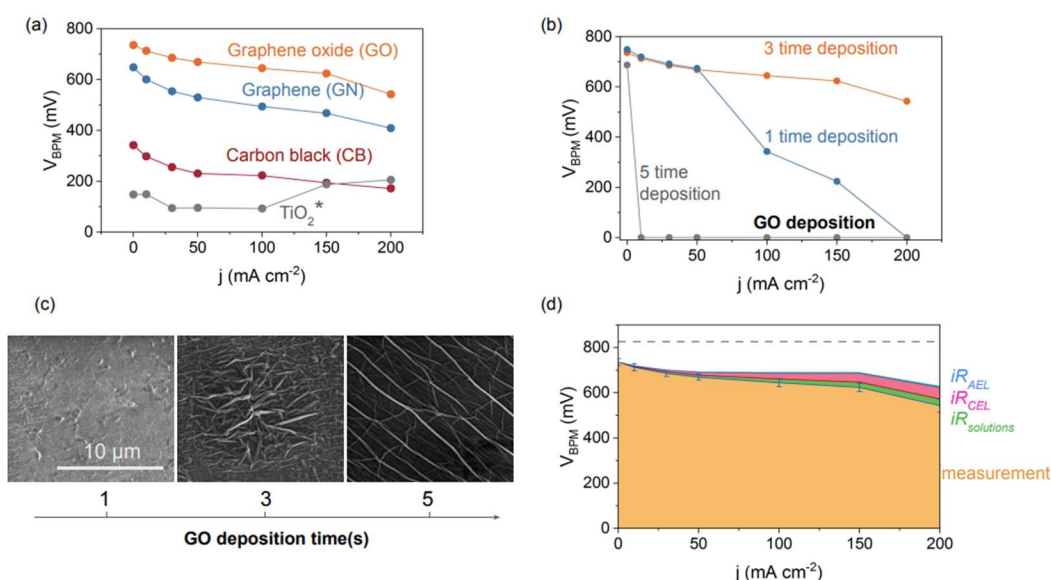 (a)
800
600
400
200
0
V_BPM (mV)
Graphene oxide (GO)
Graphene (GN)
Carbon black (CB)
TiO₂*
0 50 100 150 200
j (mA cm⁻²)
(b)
800
600
400
200
0
V_BPM (mV)
3 time deposition
1 time deposition
5 time
deposition
GO deposition
0 50 100 150 200
j (mA cm⁻²)
(c)
10 μm
1 3 5
GO deposition time(s)
(d)
800
600
400
200
0
V_BPM (mV)
iR_AEL
iR_CEL
iR_solutions
measurement
0 50 100 150 200
j (mA cm⁻²)